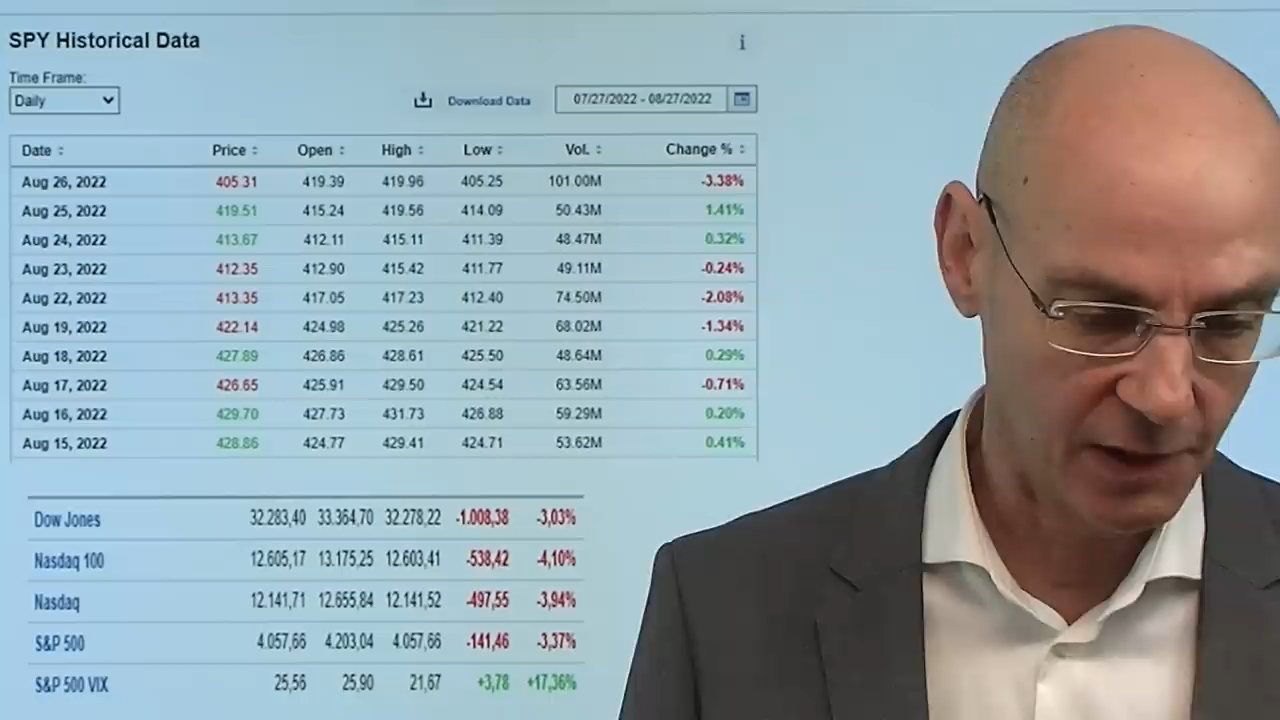 SPY Historical Data
Time Frame:
Daily
Download Data
07/27/2022 - 08/27/2022
Date Price Open High Low Vol. Change %
Aug 26, 2022 405.31 419.39 419.96 405.25 101.00M -3.38%
Aug 25, 2022 419.51 415.24 419.56 414.09 50.43M 1.41%
Aug 24, 2022 413.67 412.11 415.11 411.39 48.47M 0.32%
Aug 23, 2022 412.35 412.90 415.42 411.77 49.11M -0.24%
Aug 22, 2022 413.35 417.05 417.23 412.40 74.50M -2.08%
Aug 19, 2022 422.14 424.98 425.26 421.22 68.02M -1.34%
Aug 18, 2022 427.89 426.86 428.61 425.50 48.64M 0.29%
Aug 17, 2022 426.65 425.91 429.50 424.54 63.56M -0.71%
Aug 16, 2022 429.70 427.73 431.73 426.88 59.29M 0.20%
Aug 15, 2022 428.86 424.77 429.41 424.71 53.62M 0.41%
Dow Jones 32.283,40 33.364,70 32.278,22 -1.008,38 -3,03%
Nasdaq 100 12.605,17 13.175,25 12.603,41 -538,42 -4,10%
Nasdaq 12.141,71 12.655,84 12.141,52 -497,55 -3,94%
S&P 500 4.057,66 4.203,04 4.057,66 -141,46 -3,37%
S&P 500 VIX 25,56 25,90 21,67 +3,78 +17,36%